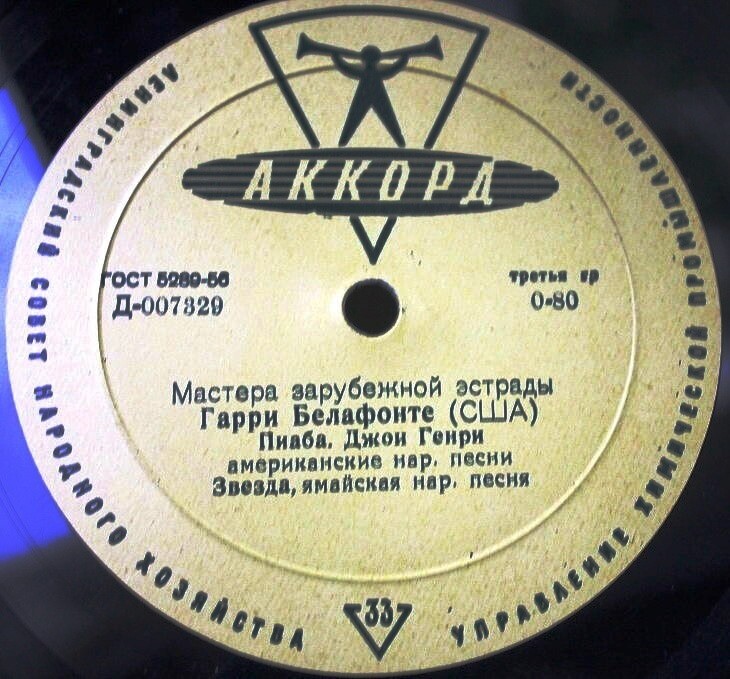 АККОРД
ГОСТ 5289-56
Д-007329
третья гр
0-80
Мастера зарубежной эстрады
Гарри Белафонте (США)
Пиаба. Джон Генри
американские нар. песни
Звезда, ямайская нар. песня
33
ЛЕНИНГРАДСКИЙ СОВЕТ НАРОДНОГО ХОЗЯЙСТВА
УПРАВЛЕНИЕ ХИМИЧЕСКОЙ ПРОМЫШЛЕННОСТИ